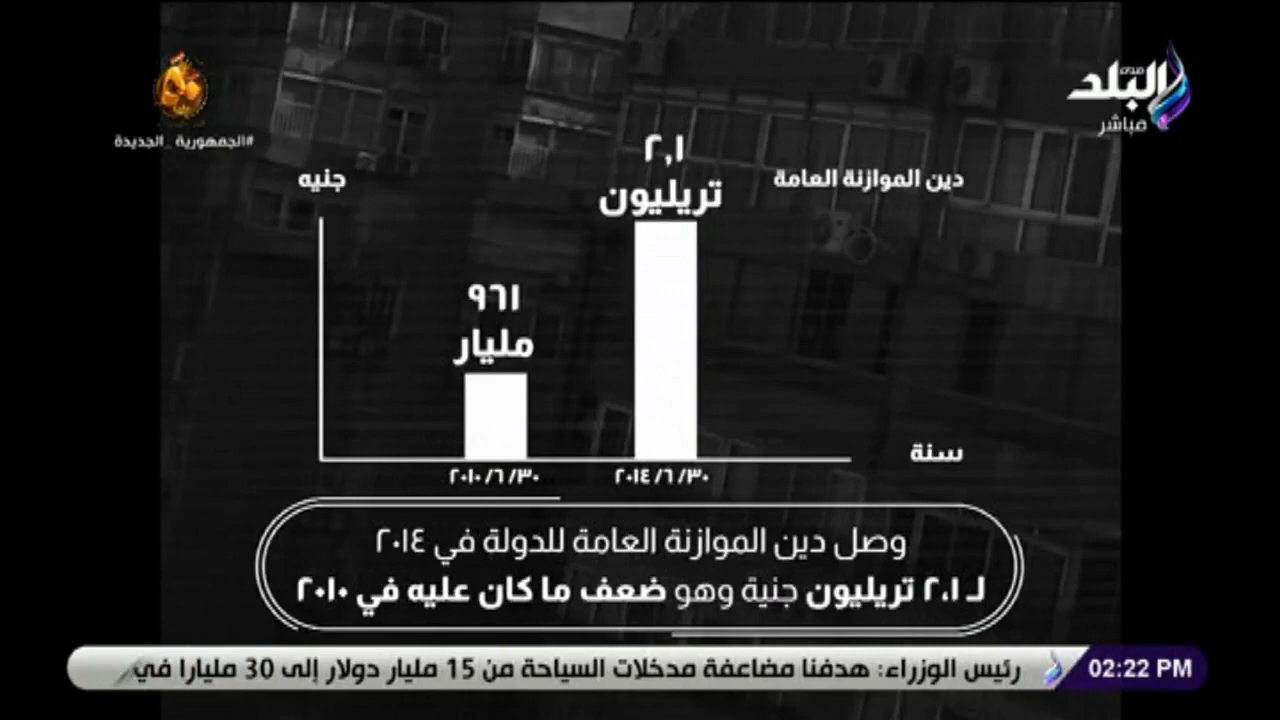 صدى
البلد
مباشر
#الجمهورية_الجديدة
دين الموازنة العامة
جنيه
٢,١
تريليون
٩٦١
مليار
سنة
٢٠١٠/٦/٣٠
٢٠١٤/٦/٣٠
وصل دين الموازنة العامة للدولة في ٢٠١٤
لـ ٢،١ تريليون جنية وهو ضعف ما كان عليه في ٢٠١٠
02:22 PM
رئيس الوزراء: هدفنا مضاعفة مدخلات السياحة من 15 مليار دولار إلى 30 مليارا في